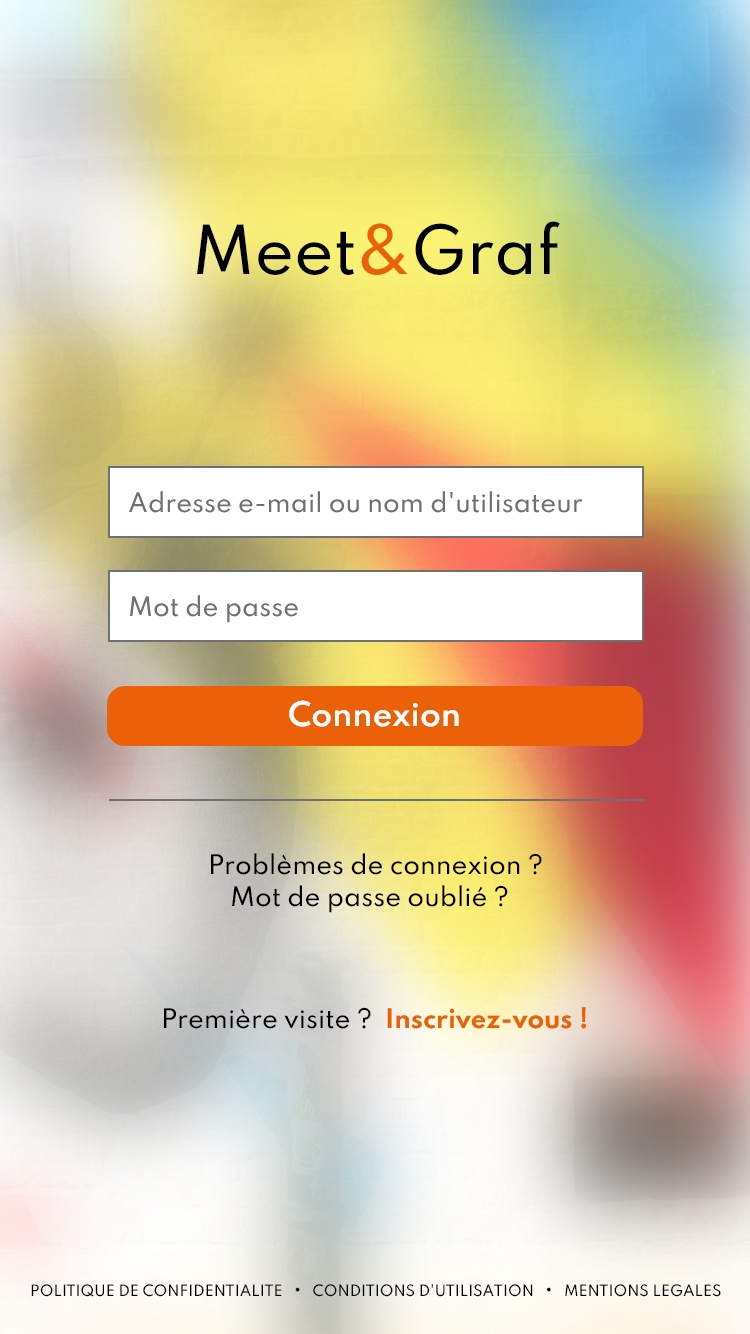 Meet&Graf
Adresse e-mail ou nom d'utilisateur
Mot de passe
Connexion
Problèmes de connexion ?
Mot de passe oublié ?
Première visite ? Inscrivez-vous !
POLITIQUE DE CONFIDENTIALITE • CONDITIONS D'UTILISATION • MENTIONS LEGALES